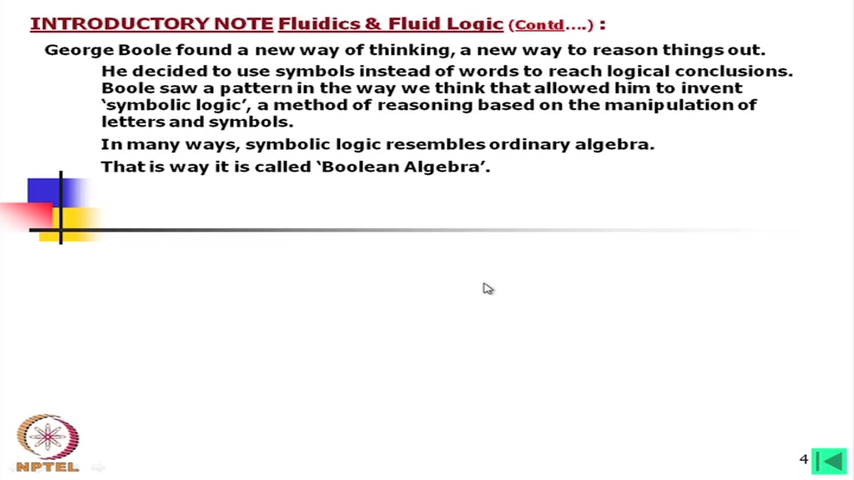 INTRODUCTORY NOTE Fluidics & Fluid Logic (Contd....) :
George Boole found a new way of thinking, a new way to reason things out.
He decided to use symbols instead of words to reach logical conclusions.
Boole saw a pattern in the way we think that allowed him to invent
‘symbolic logic’, a method of reasoning based on the manipulation of
letters and symbols.
In many ways, symbolic logic resembles ordinary algebra.
That is way it is called ‘Boolean Algebra’.
NPTEL
4